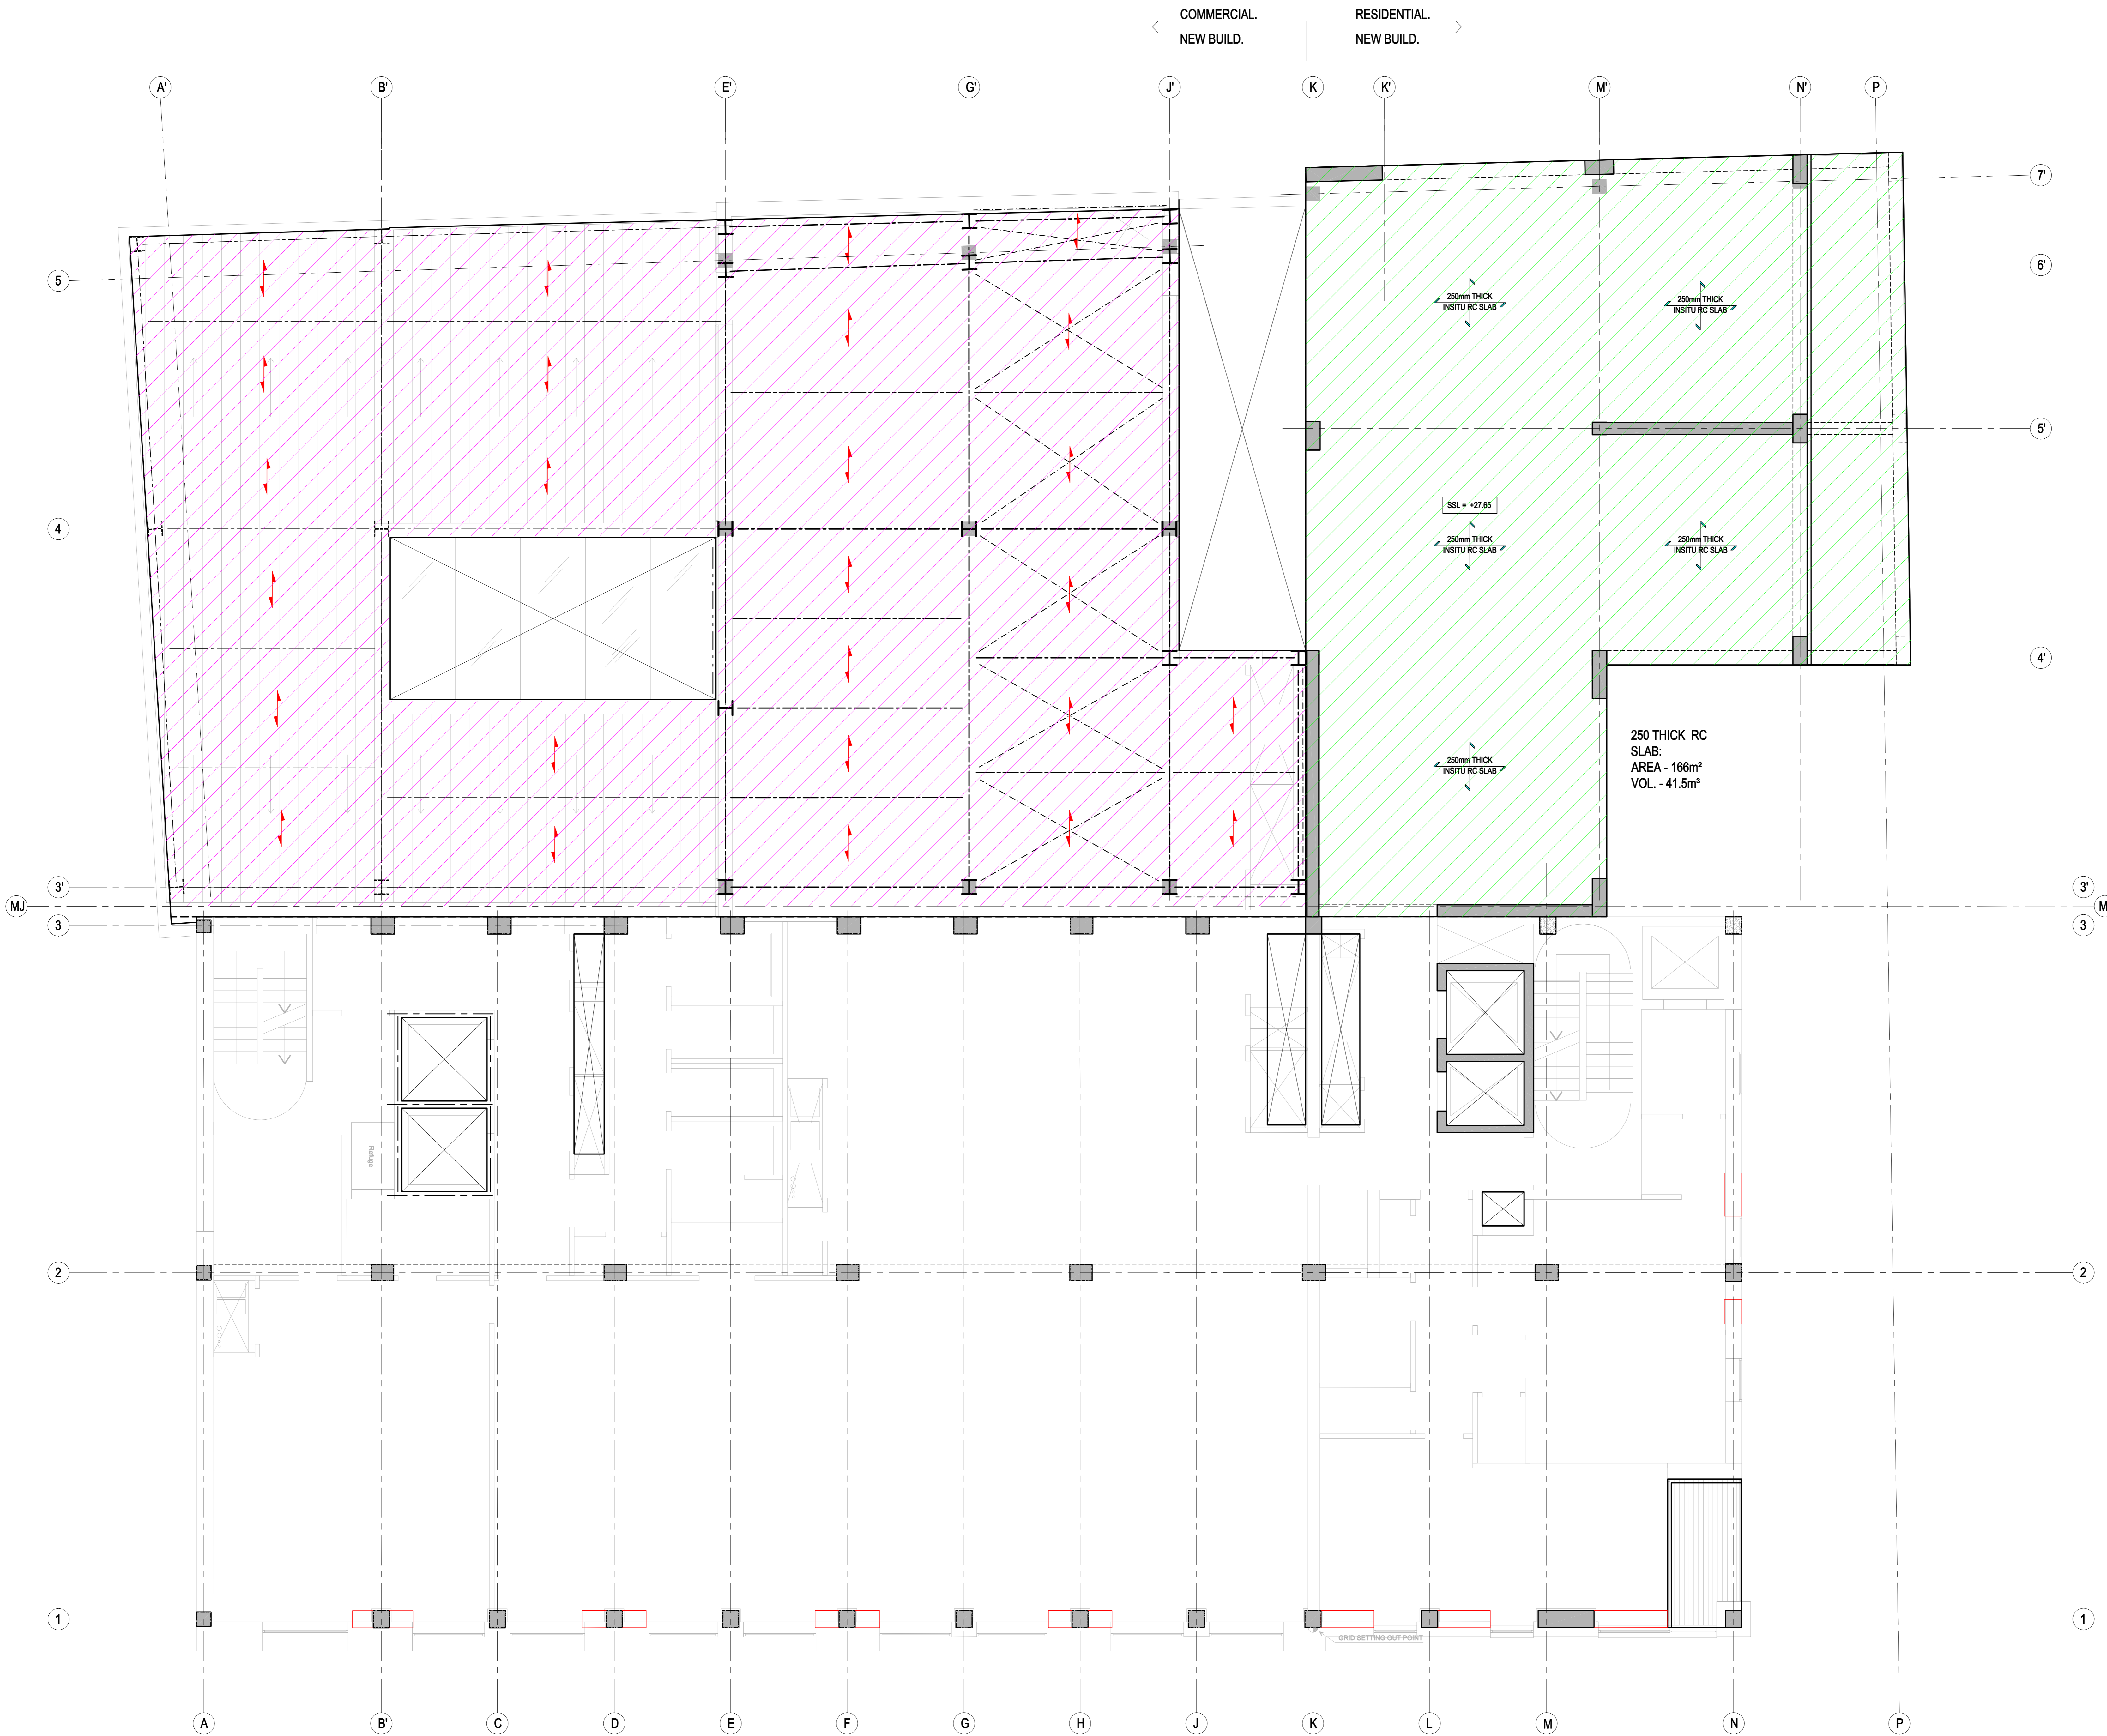 COMMERCIAL. RESIDENTIAL.
NEW BUILD. NEW BUILD.
A' B' E' G' J' K K' M' N' P
7'
5
6'
250mm THICK
INSITU RC SLAB
250mm THICK
INSITU RC SLAB
5'
SSL = +27.65
4
250mm THICK
INSITU RC SLAB
250mm THICK
INSITU RC SLAB
4'
250 THICK RC
SLAB:
AREA - 166m²
VOL. - 41.5m³
250mm THICK
INSITU RC SLAB
3' 3'
MJ M
3 3
Refuge
2 2
1 1
GRID SETTING OUT POINT
A B' C D E F G H J K L M N P